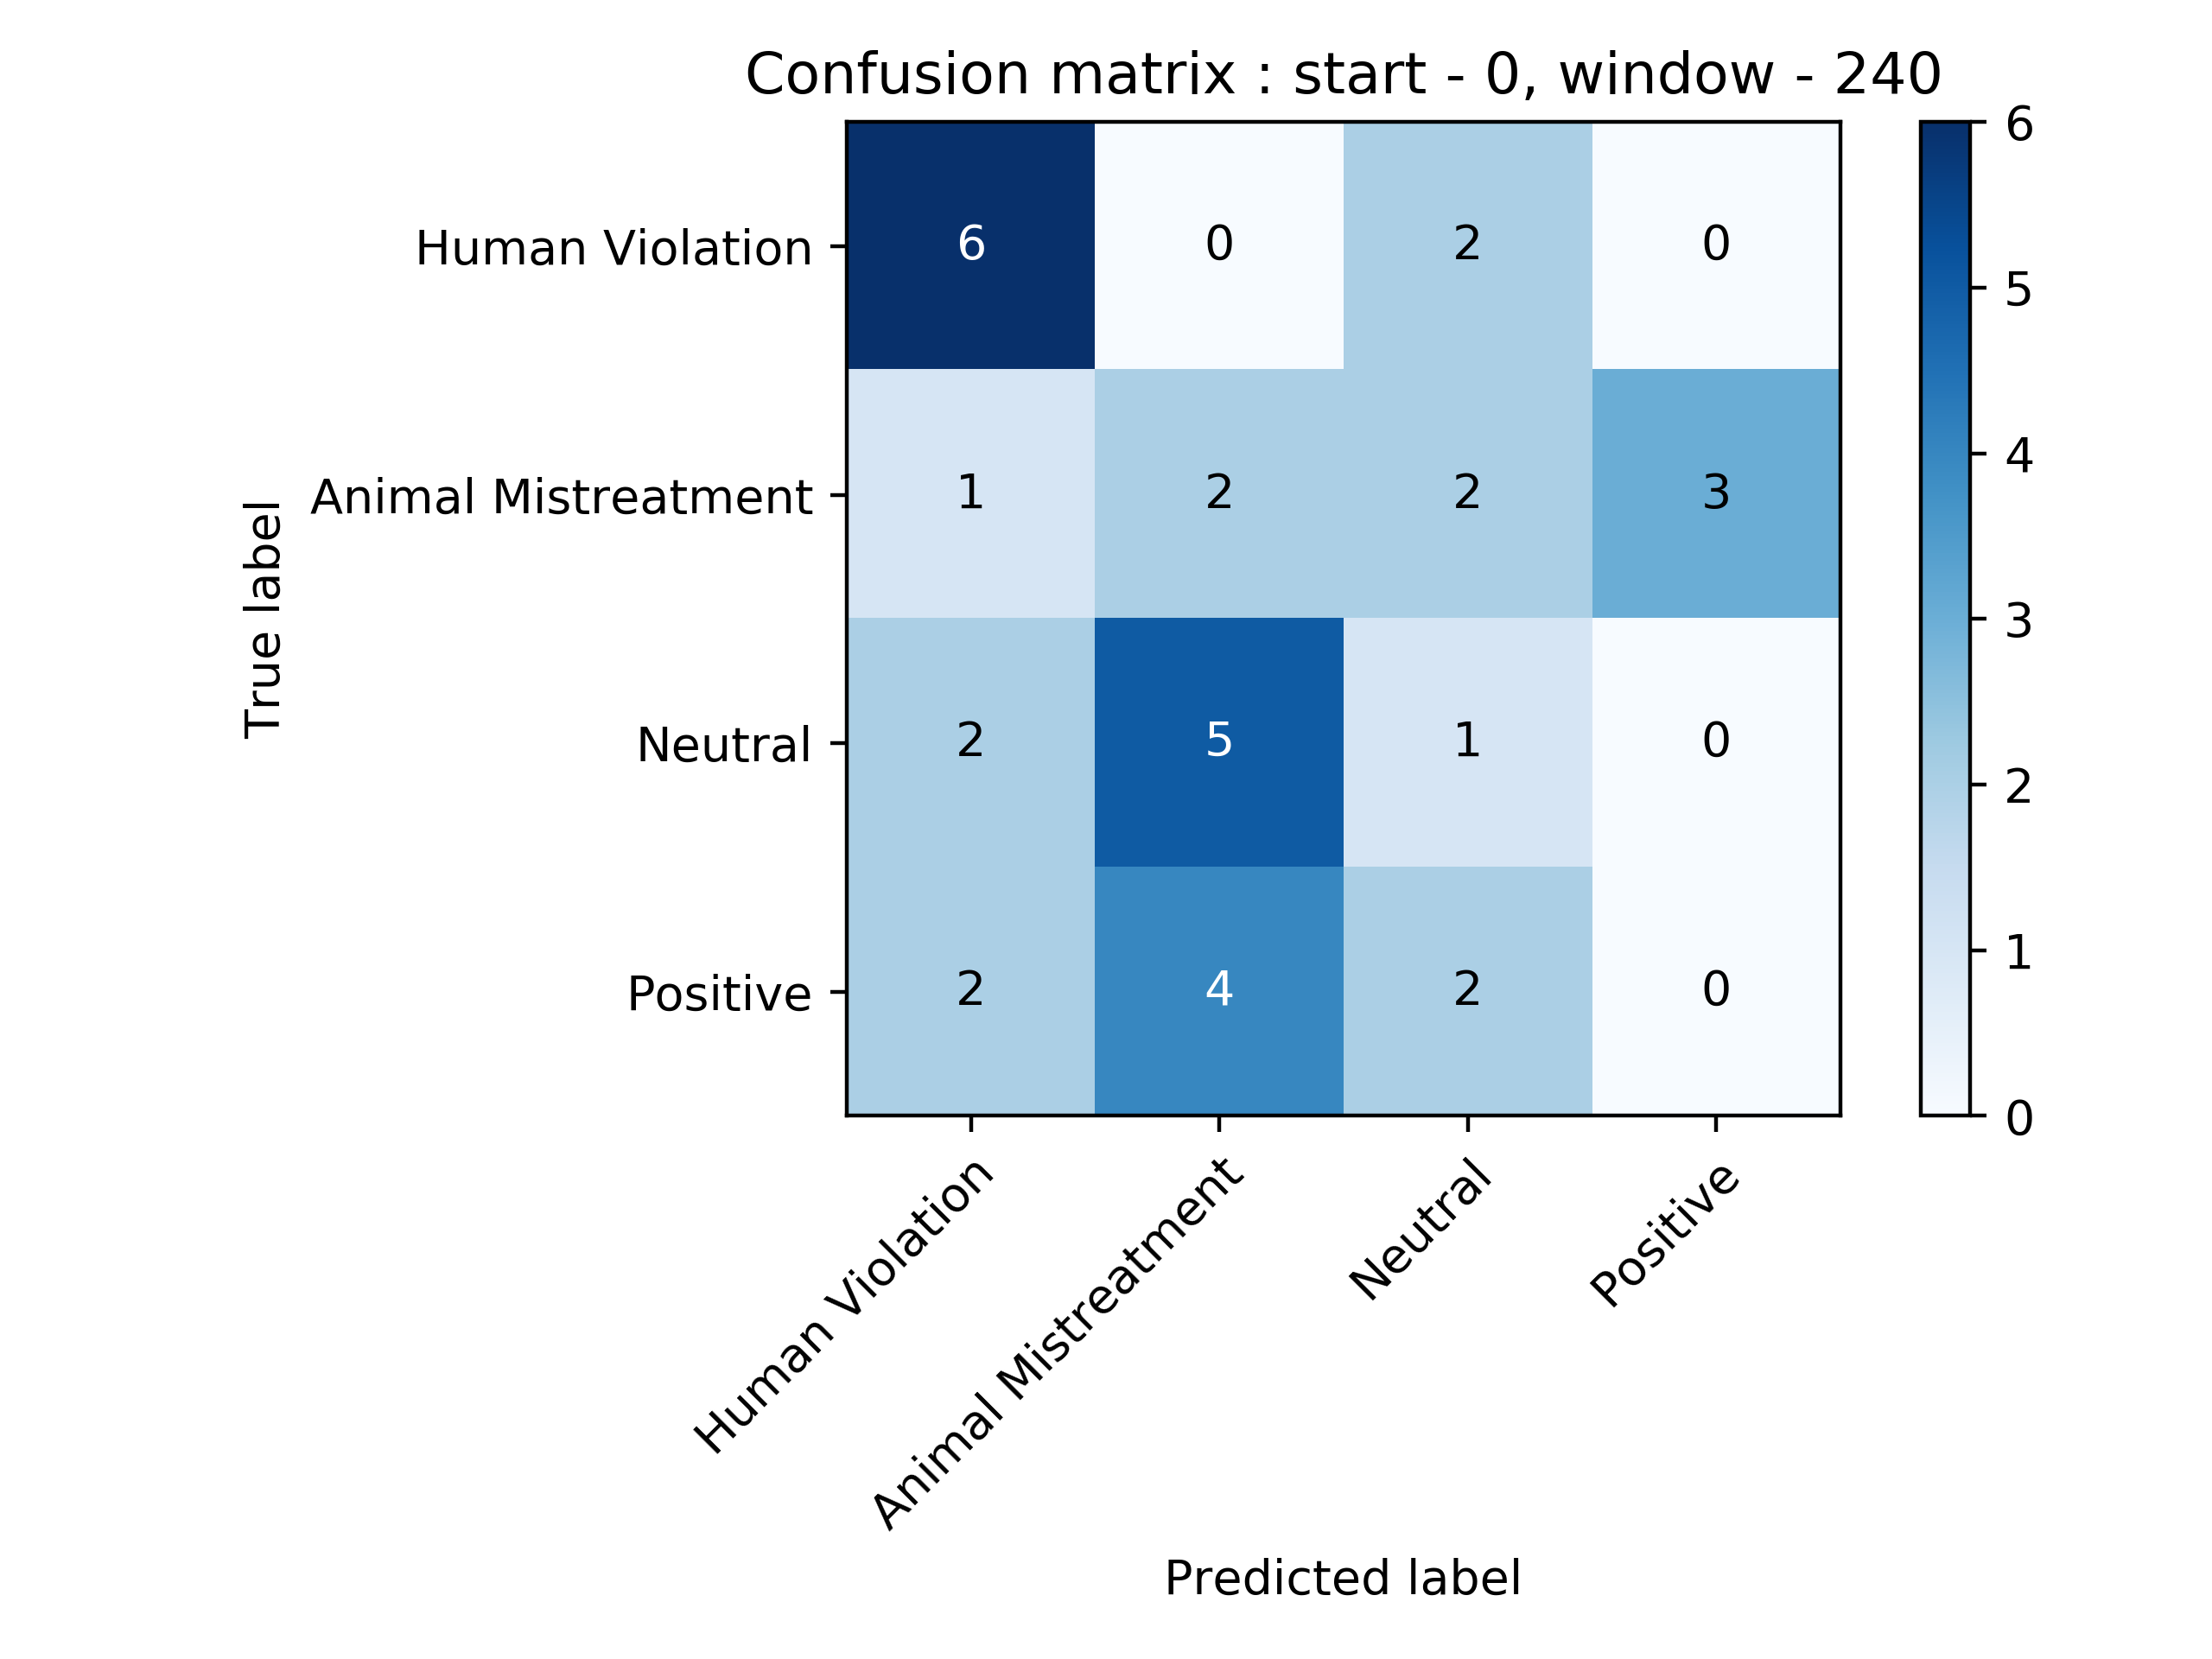 Confusion matrix : start - 0, window - 240
True label
Human Violation 6 0 2 0
Animal Mistreatment 1 2 2 3
Neutral 2 5 1 0
Positive 2 4 2 0
Human Violation
Animal Mistreatment
Neutral
Positive
Predicted label
6
5
4
3
2
1
0